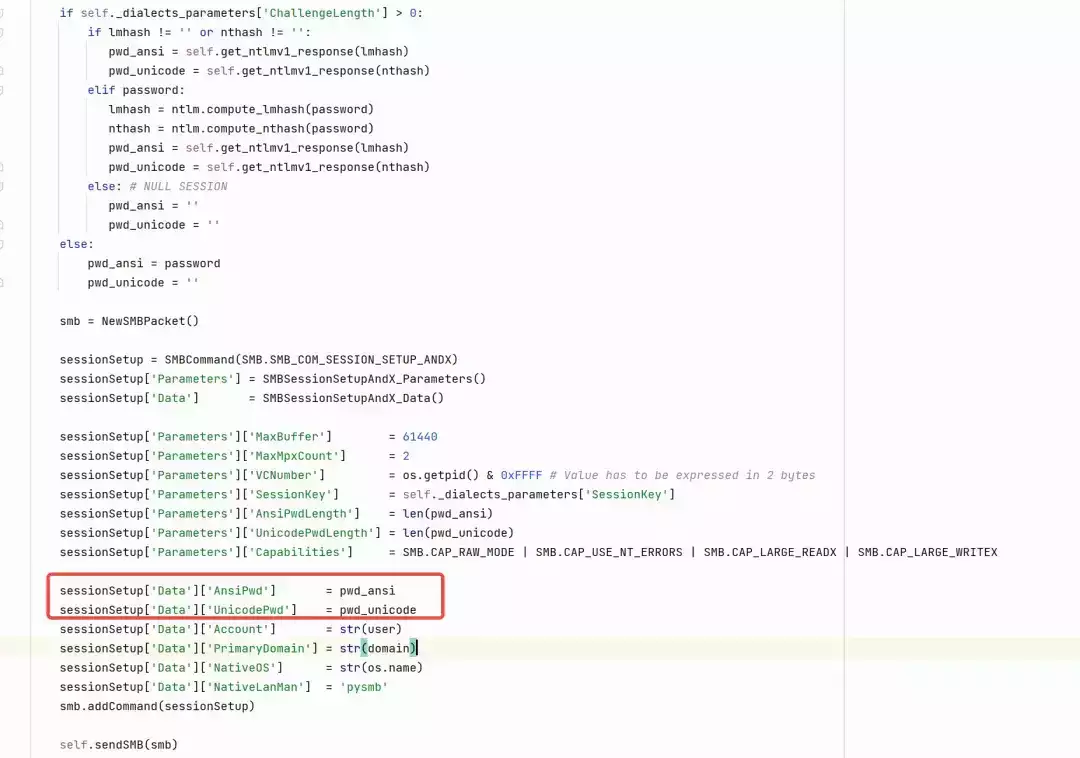 if self._dialects_parameters['ChallengeLength'] > 0:
    if lmhash != '' or nthash != '':
        pwd_ansi = self.get_ntlmv1_response(lmhash)
        pwd_unicode = self.get_ntlmv1_response(nthash)
    elif password:
        lmhash = ntlm.compute_lmhash(password)
        nthash = ntlm.compute_nthash(password)
        pwd_ansi = self.get_ntlmv1_response(lmhash)
        pwd_unicode = self.get_ntlmv1_response(nthash)
    else: # NULL SESSION
        pwd_ansi = ''
        pwd_unicode = ''
else:
    pwd_ansi = password
    pwd_unicode = ''

smb = NewSMBPacket()

sessionSetup = SMBCommand(SMB.SMB_COM_SESSION_SETUP_ANDX)
sessionSetup['Parameters'] = SMBSessionSetupAndX_Parameters()
sessionSetup['Data']       = SMBSessionSetupAndX_Data()

sessionSetup['Parameters']['MaxBuffer']        = 61440
sessionSetup['Parameters']['MaxMpxCount']      = 2
sessionSetup['Parameters']['VCNumber']         = os.getpid() & 0xFFFF # Value has to be expressed in 2 bytes
sessionSetup['Parameters']['SessionKey']       = self._dialects_parameters['SessionKey']
sessionSetup['Parameters']['AnsiPwdLength']    = len(pwd_ansi)
sessionSetup['Parameters']['UnicodePwdLength'] = len(pwd_unicode)
sessionSetup['Parameters']['Capabilities']     = SMB.CAP_RAW_MODE | SMB.CAP_USE_NT_ERRORS | SMB.CAP_LARGE_READX | SMB.CAP_LARGE_WRITEX

sessionSetup['Data']['AnsiPwd']       = pwd_ansi
sessionSetup['Data']['UnicodePwd']    = pwd_unicode
sessionSetup['Data']['Account']       = str(user)
sessionSetup['Data']['PrimaryDomain'] = str(domain)
sessionSetup['Data']['NativeOS']      = str(os.name)
sessionSetup['Data']['NativeLanMan']  = 'pysmb'
smb.addCommand(sessionSetup)

self.sendSMB(smb)